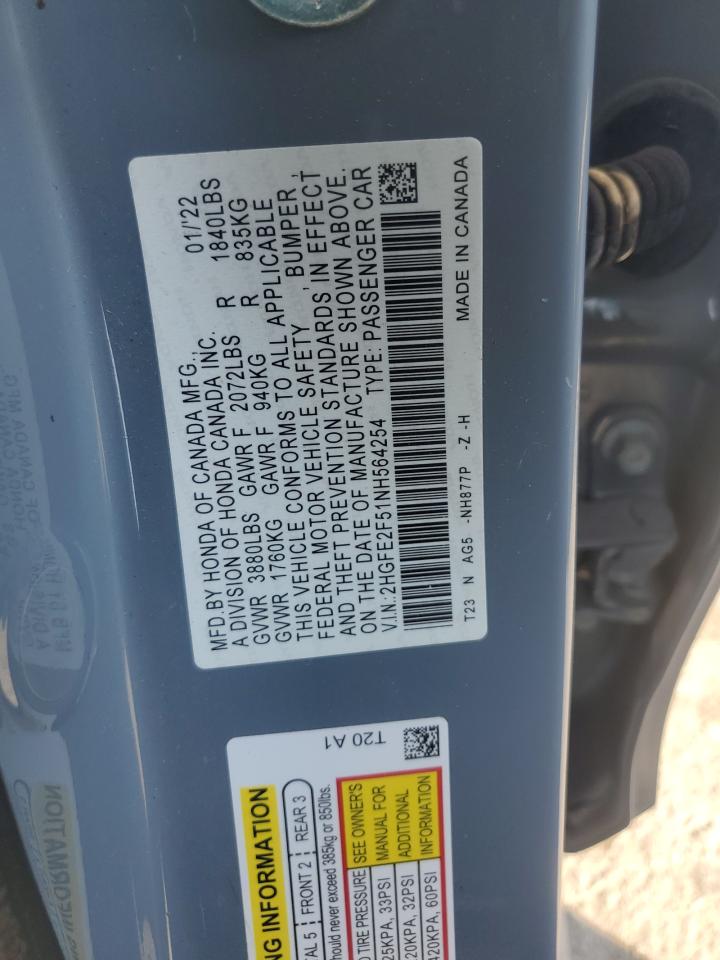 MFD.BY HONDA OF CANADA MFG., 01/'22
A DIVISION OF HONDA CANADA INC.
GVWR 3880LBS GAWR F 2072LBS R 1840LBS
GVWR 1760KG GAWR F 940KG R 835KG
THIS VEHICLE CONFORMS TO ALL APPLICABLE
FEDERAL MOTOR VEHICLE SAFETY , BUMPER ,
AND THEFT PREVENTION STANDARDS IN EFFECT
ON THE DATE OF MANUFACTURE SHOWN ABOVE.
V.I.N.:2HGFE2F51NH564254 TYPE: PASSENGER CAR
T23 N AG5 -NH877P -Z -H MADE IN CANADA
T20 A1
NG INFORMATION
TAL 5 FRONT 2 REAR 3
hould never exceed 385kg or 850lbs.
TIRE PRESSURE SEE OWNER'S
25KPA, 33PSI MANUAL FOR
20KPA, 32PSI ADDITIONAL
420KPA, 60PSI INFORMATION